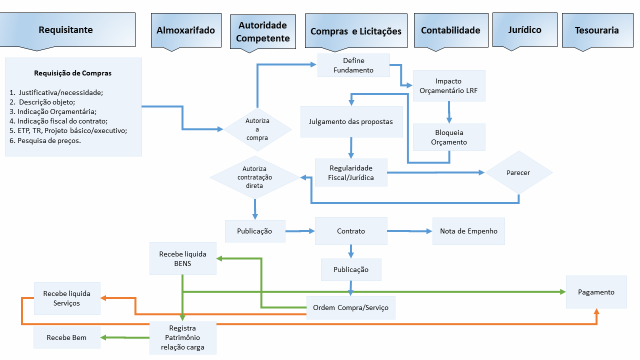 Requisitante
Almoxarifado
Autoridade
Competente
Compras e Licitações
Contabilidade
Jurídico
Tesouraria
Requisição de Compras
1. Justificativa/necessidade;
2. Descrição objeto;
3. Indicação Orçamentária;
4. Indicação fiscal do contrato;
5. ETP, TR, Projeto básico/executivo;
6. Pesquisa de preços.
Autoriza
a
compra
Define
Fundamento
Impacto
Orçamentário LRF
Julgamento das propostas
Bloqueia
Orçamento
Autoriza
contratação
direta
Regularidade
Fiscal/Jurídica
Parecer
Publicação
Contrato
Nota de Empenho
Recebe liquida
BENS
Publicação
Recebe liquida
Serviços
Ordem Compra/Serviço
Pagamento
Recebe Bem
Registra
Patrimônio
relação carga